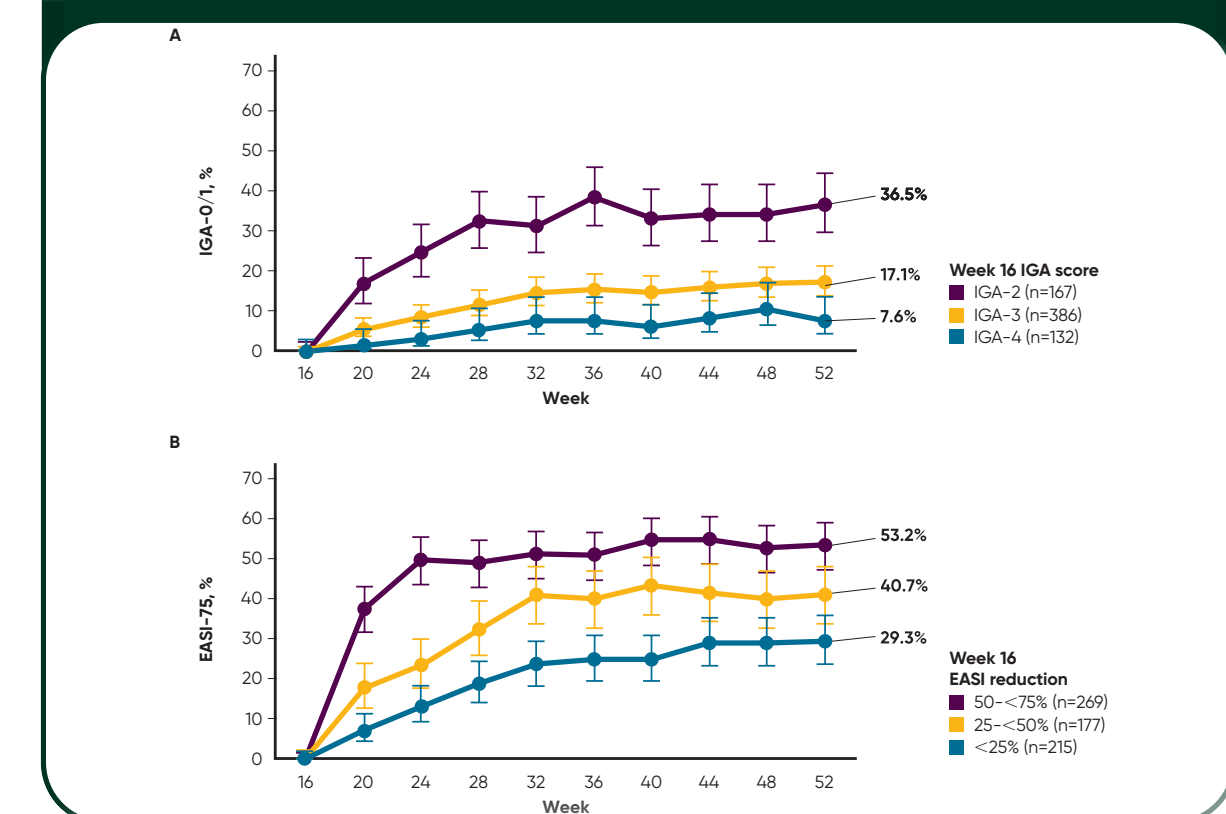 A
70
60
50
40
30
20
10
0
IGA-0/1, %
16 20 24 28 32 36 40 44 48 52
Week
36.5%
17.1%
7.6%
Week 16 IGA score
IGA-2 (n=167)
IGA-3 (n=386)
IGA-4 (n=132)
B
70
60
50
40
30
20
10
0
EASI-75, %
16 20 24 28 32 36 40 44 48 52
Week
53.2%
40.7%
29.3%
Week 16
EASI reduction
50-<75% (n=269)
25-<50% (n=177)
<25% (n=215)